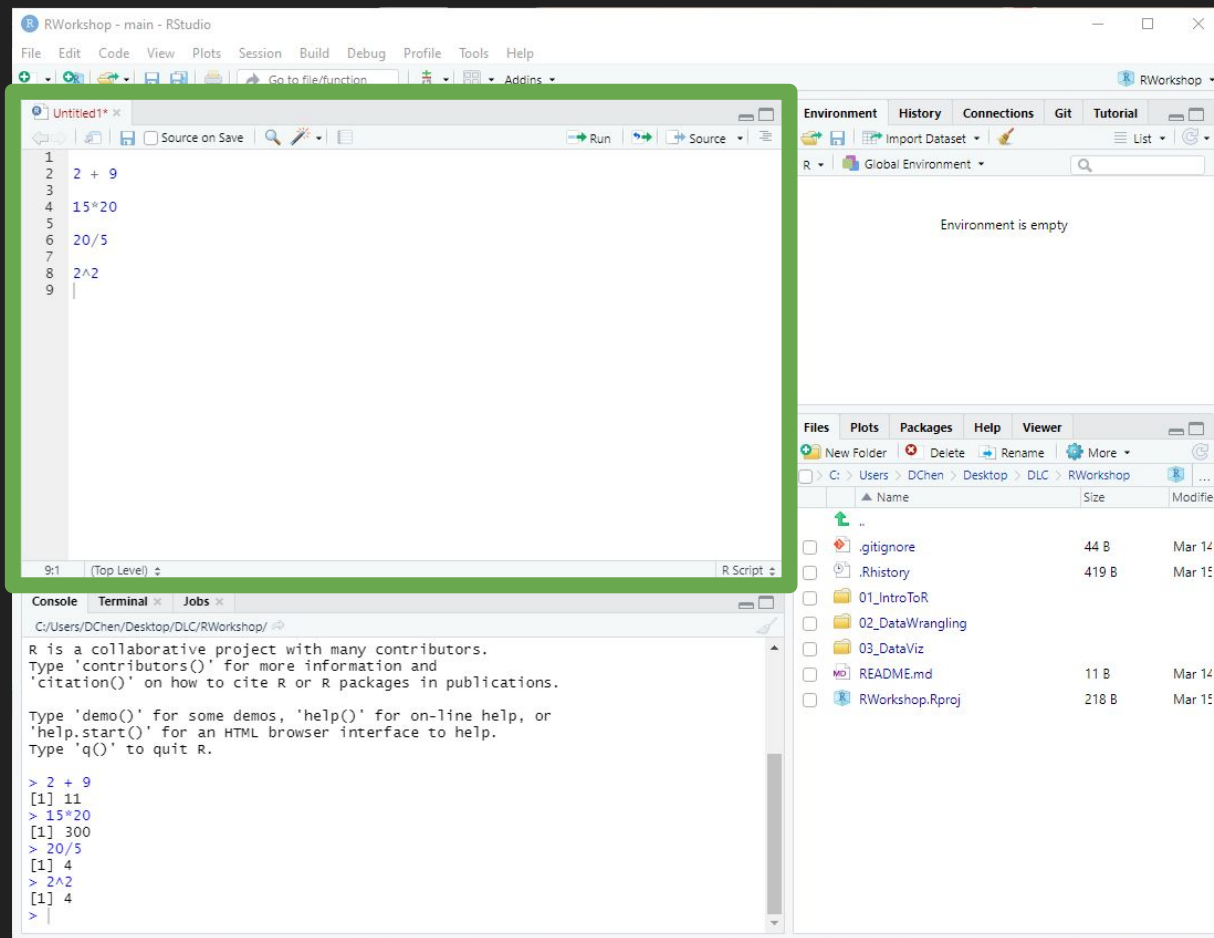 RWorkshop - main - RStudio
File Edit Code View Plots Session Build Debug Profile Tools Help
Go to file/function Addins RWorkshop
Untitled1*
Source on Save Run Source
1
2 2 + 9
3
4 15*20
5
6 20/5
7
8 2^2
9
9:1 (Top Level) R Script
Console Terminal Jobs
C:/Users/DChen/Desktop/DLC/RWorkshop/
R is a collaborative project with many contributors.
Type 'contributors()' for more information and
'citation()' on how to cite R or R packages in publications.
Type 'demo()' for some demos, 'help()' for on-line help, or
'help.start()' for an HTML browser interface to help.
Type 'q()' to quit R.
> 2 + 9
[1] 11
> 15*20
[1] 300
> 20/5
[1] 4
> 2^2
[1] 4
>
Environment History Connections Git Tutorial
Import Dataset List
R Global Environment
Environment is empty
Files Plots Packages Help Viewer
New Folder Delete Rename More
C: > Users > DChen > Desktop > DLC > RWorkshop ...
Name Size Modifie
..
.gitignore 44 B Mar 14
.Rhistory 419 B Mar 15
01_IntroToR
02_DataWrangling
03_DataViz
README.md 11 B Mar 14
RWorkshop.Rproj 218 B Mar 15